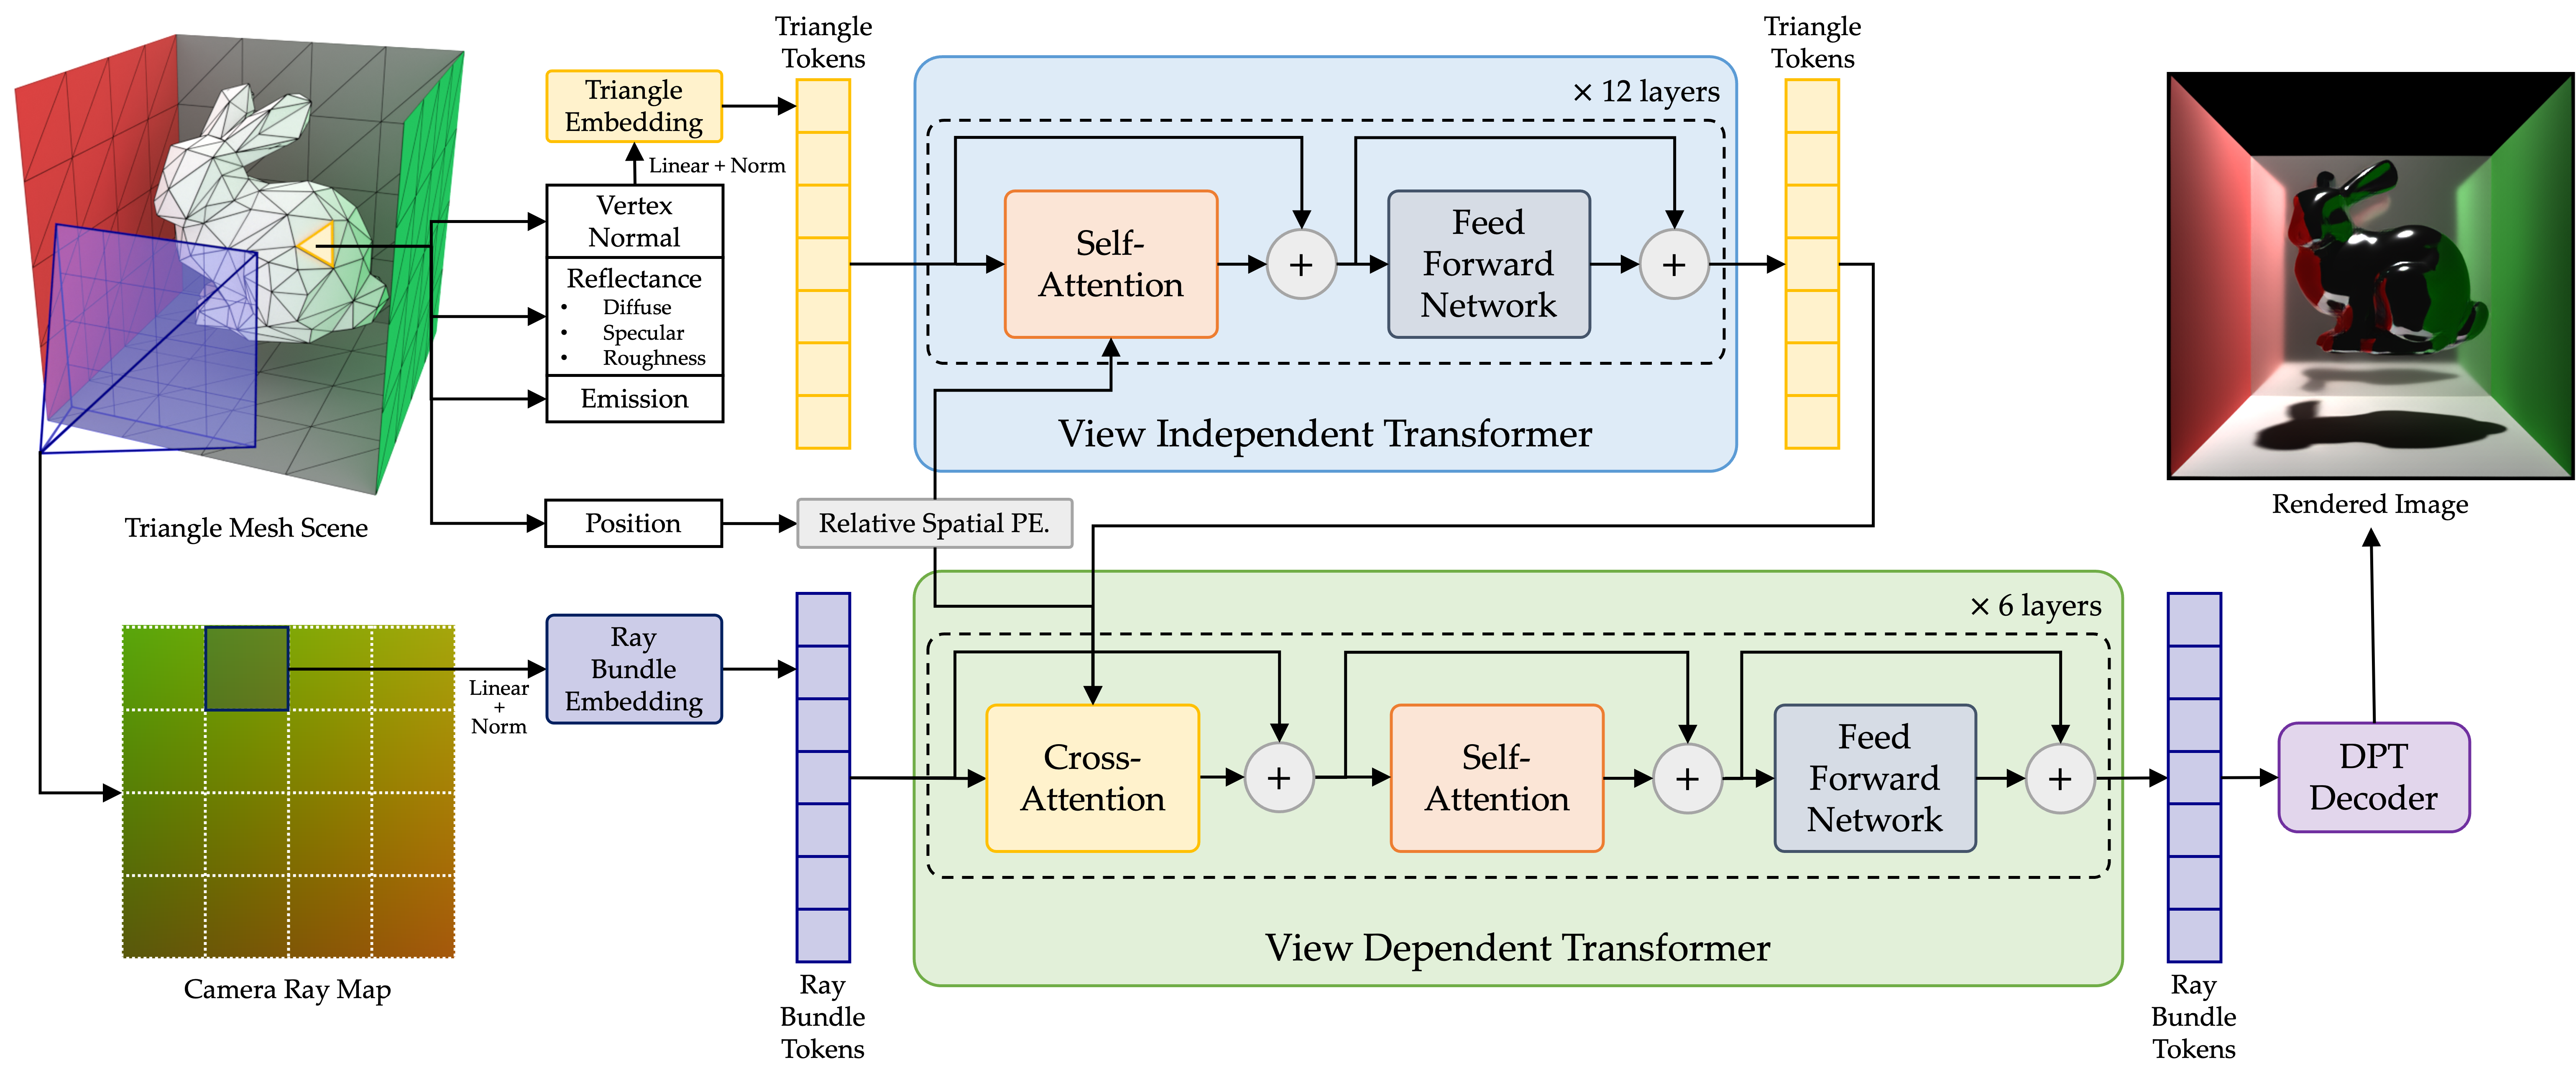 Triangle
Tokens
Triangle
Embedding
Linear + Norm
Vertex
Normal
Reflectance
• Diffuse
• Specular
• Roughness
Emission
Position
Relative Spatial PE.
Triangle Mesh Scene
× 12 layers
Self-
Attention
+
Feed
Forward
Network
+
View Independent Transformer
Triangle
Tokens
Rendered Image
Camera Ray Map
Linear
+
Norm
Ray
Bundle
Embedding
Ray
Bundle
Tokens
× 6 layers
Cross-
Attention
+
Self-
Attention
+
Feed
Forward
Network
+
View Dependent Transformer
Ray
Bundle
Tokens
DPT
Decoder